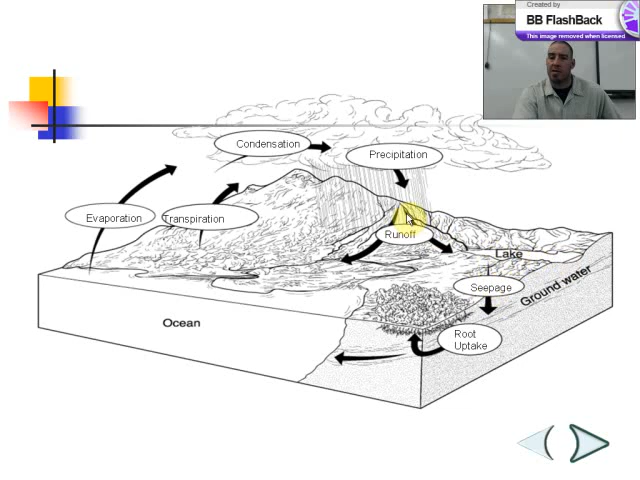 Created by
BB FlashBack
This image removed when licensed
Condensation
Precipitation
Evaporation
Transpiration
Runoff
Lake
Seepage
Ground water
Ocean
Root
Uptake